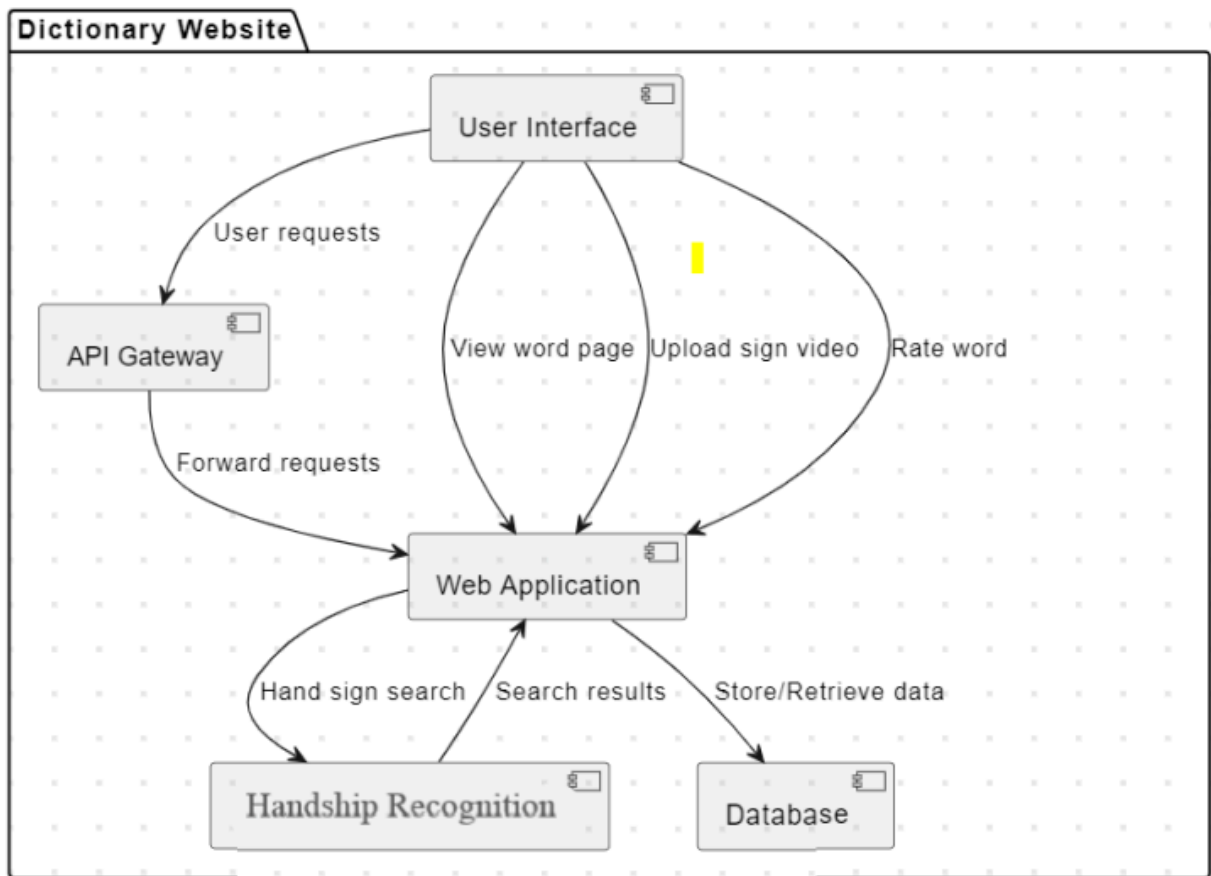 Dictionary Website
User Interface
User requests
API Gateway
View word page
Upload sign video
Rate word
Forward requests
Web Application
Hand sign search
Search results
Store/Retrieve data
Handship Recognition
Database